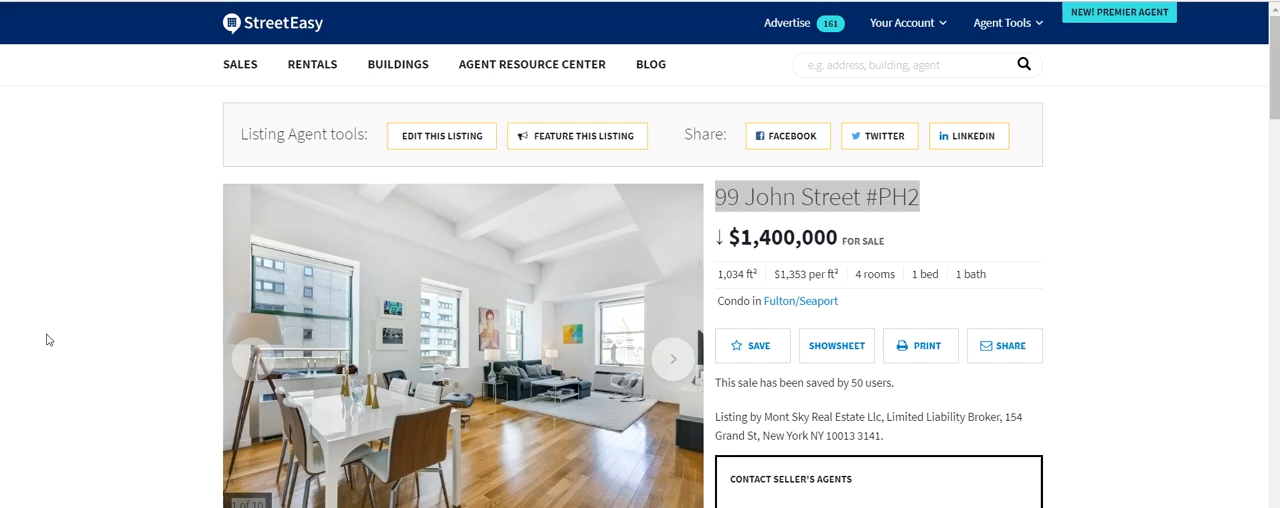 StreetEasy
Advertise 161
Your Account
Agent Tools
NEW! PREMIER AGENT
SALES
RENTALS
BUILDINGS
AGENT RESOURCE CENTER
BLOG
e.g. address, building, agent
Listing Agent tools:
EDIT THIS LISTING
FEATURE THIS LISTING
Share:
FACEBOOK
TWITTER
LINKEDIN
99 John Street #PH2
↓ $1,400,000 FOR SALE
1,034 ft² $1,353 per ft² 4 rooms 1 bed 1 bath
Condo in Fulton/Seaport
SAVE
SHOWSHEET
PRINT
SHARE
This sale has been saved by 50 users.
Listing by Mont Sky Real Estate Llc, Limited Liability Broker, 154
Grand St, New York NY 10013 3141.
CONTACT SELLER'S AGENTS
1 of 10